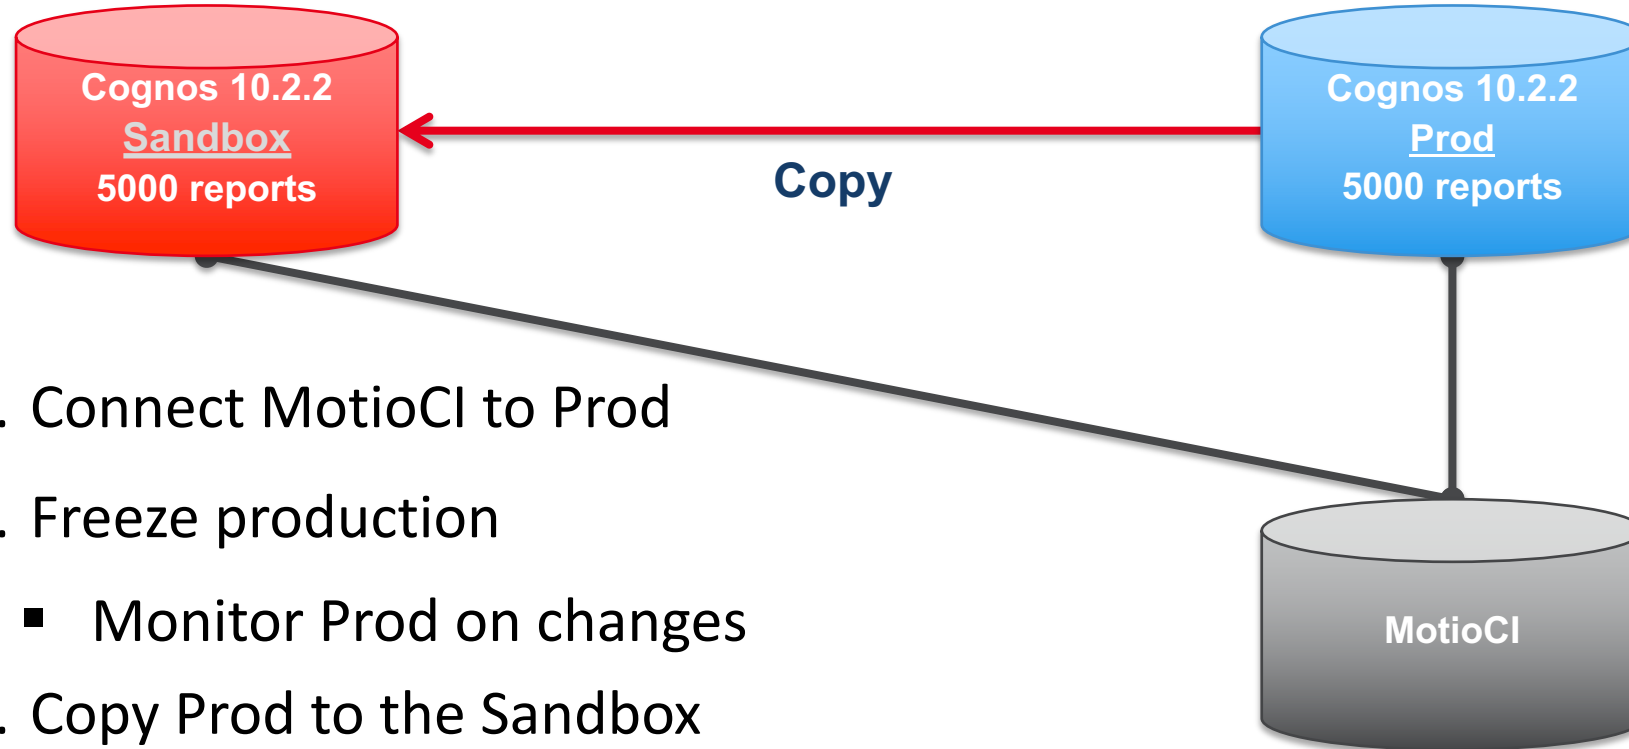 Cognos 10.2.2
Sandbox
5000 reports
Copy
Cognos 10.2.2
Prod
5000 reports
. Connect MotioCI to Prod
. Freeze production
▪ Monitor Prod on changes
. Copy Prod to the Sandbox
MotioCI